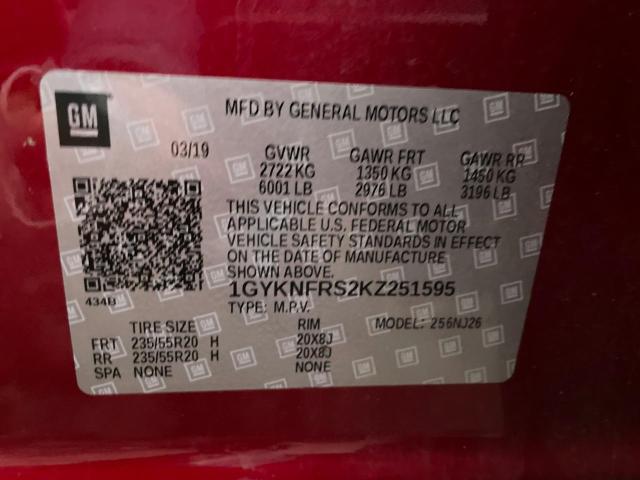 GM
MFD BY GENERAL MOTORS LLC
03/19 GVWR GAWR FRT GAWR RR
2722 KG 1350 KG 1450 KG
6001 LB 2976 LB 3196 LB
THIS VEHICLE CONFORMS TO ALL
APPLICABLE U.S. FEDERAL MOTOR
VEHICLE SAFETY STANDARDS IN EFFECT
ON THE DATE OF MANUFACTURE
SHOWN ABOVE.
434B 1GYKNFRS2KZ251595
TYPE: M.P.V.
TIRE SIZE RIM MODEL: 256NJ26
FRT 235/55R20 H 20X8J
RR 235/55R20 H 20X8J
SPA NONE NONE